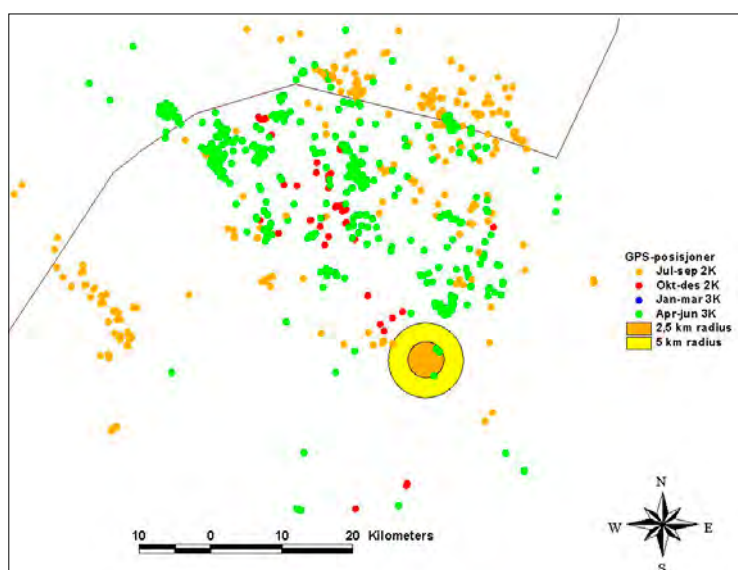 GPS-posisjoner
Jul-sep 2K
Okt-des 2K
Jan-mar 3K
Apr-jun 3K
2,5 km radius
5 km radius
N
W E
S
10 0 10 20 Kilometers